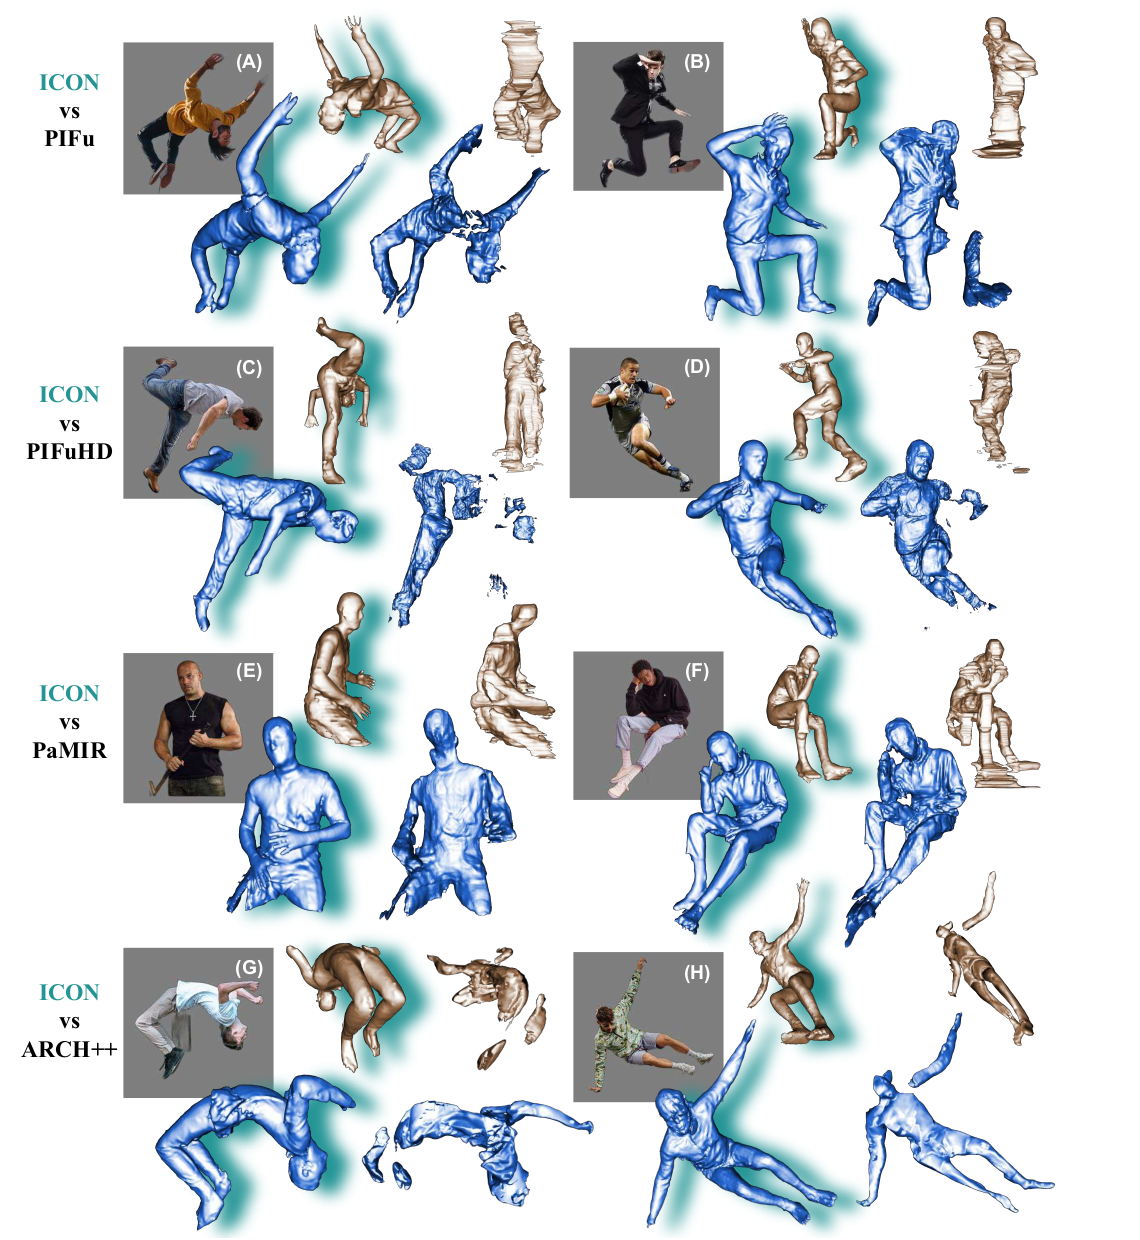 ICON
vs
PIFu
(A)
(B)
ICON
vs
PIFuHD
(C)
(D)
ICON
vs
PaMIR
(E)
(F)
ICON
vs
ARCH++
(G)
(H)